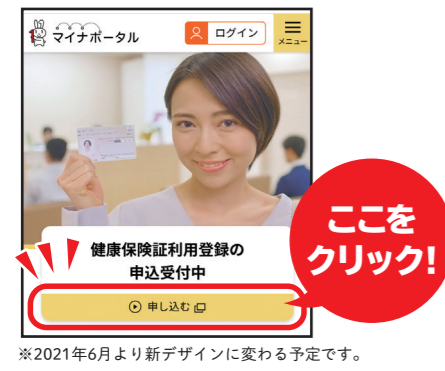 マイナポータル
ログイン
メニュー
健康保険証利用登録の
申込受付中
申し込む
ここを
クリック!
※2021年6月より新デザインに変わる予定です。